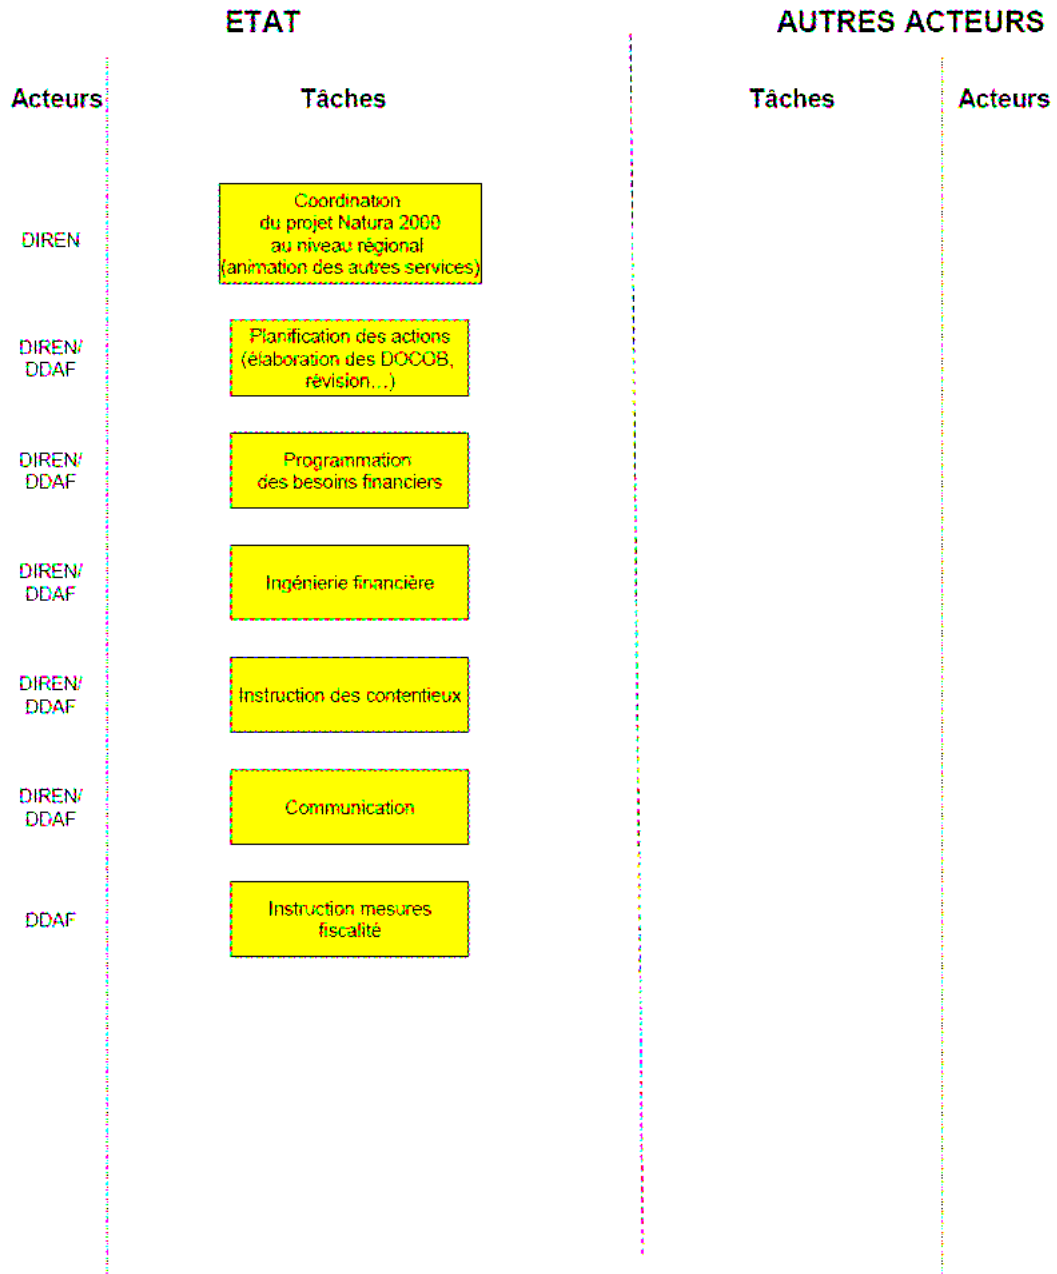 ETAT
AUTRES ACTEURS
Acteurs
Tâches
Tâches
Acteurs
DIREN
Coordination
du projet Natura 2000
au niveau régional
(animation des autres services)
DIREN/
DDAF
Planification des actions
(élaboration des DOCOB,
révision...)
DIREN/
DDAF
Programmation
des besoins financiers
DIREN/
DDAF
Ingénierie financière
DIREN/
DDAF
Instruction des contentieux
DIREN/
DDAF
Communication
DDAF
Instruction mesures
fiscalité